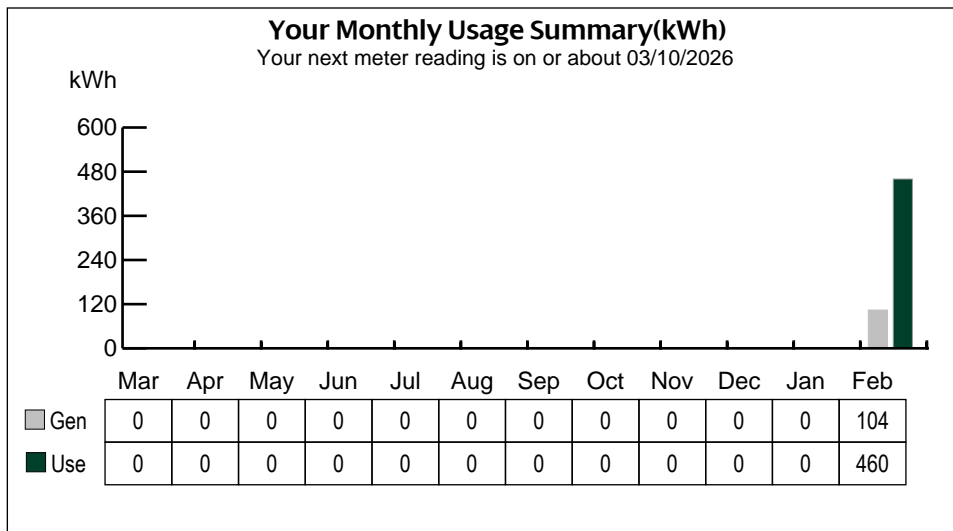 Your Monthly Usage Summary(kWh)
Your next meter reading is on or about 03/10/2026
kWh
600
480
360
240
120
0
Mar Apr May Jun Jul Aug Sep Oct Nov Dec Jan Feb
Gen 0 0 0 0 0 0 0 0 0 0 0 104
Use 0 0 0 0 0 0 0 0 0 0 0 460